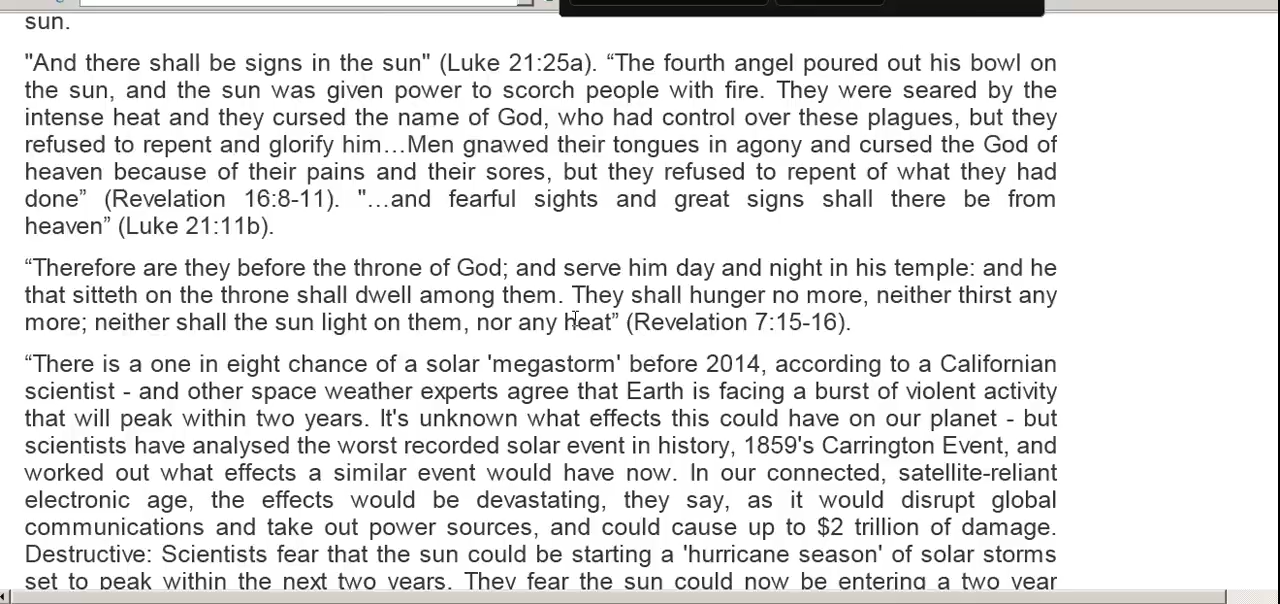 sun.
"And there shall be signs in the sun" (Luke 21:25a). “The fourth angel poured out his bowl on
the sun, and the sun was given power to scorch people with fire. They were seared by the
intense heat and they cursed the name of God, who had control over these plagues, but they
refused to repent and glorify him…Men gnawed their tongues in agony and cursed the God of
heaven because of their pains and their sores, but they refused to repent of what they had
done” (Revelation 16:8-11). "…and fearful sights and great signs shall there be from
heaven” (Luke 21:11b).
“Therefore are they before the throne of God; and serve him day and night in his temple: and he
that sitteth on the throne shall dwell among them. They shall hunger no more, neither thirst any
more; neither shall the sun light on them, nor any heat” (Revelation 7:15-16).
“There is a one in eight chance of a solar 'megastorm' before 2014, according to a Californian
scientist - and other space weather experts agree that Earth is facing a burst of violent activity
that will peak within two years. It's unknown what effects this could have on our planet - but
scientists have analysed the worst recorded solar event in history, 1859's Carrington Event, and
worked out what effects a similar event would have now. In our connected, satellite-reliant
electronic age, the effects would be devastating, they say, as it would disrupt global
communications and take out power sources, and could cause up to $2 trillion of damage.
Destructive: Scientists fear that the sun could be starting a 'hurricane season' of solar storms
set to peak within the next two years. They fear the sun could now be entering a two year